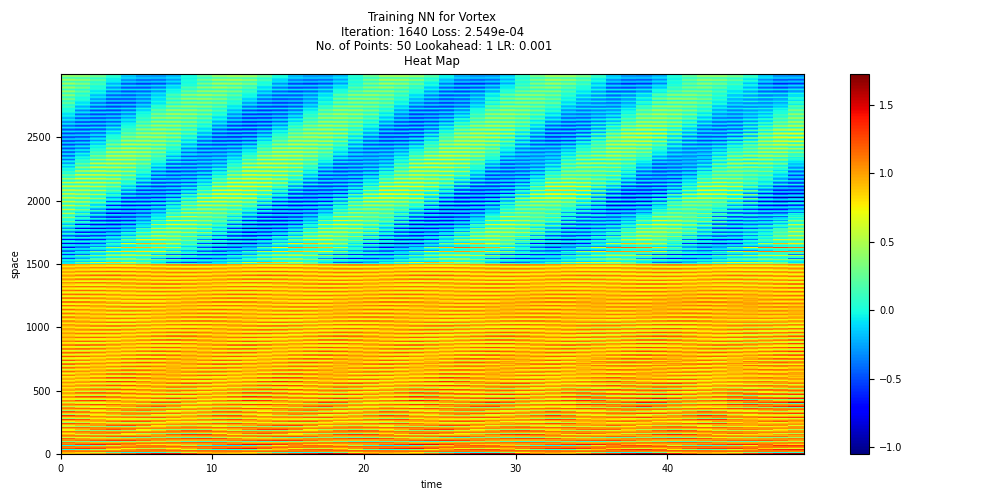 Training NN for Vortex
Iteration: 1640 Loss: 2.549e-04
No. of Points: 50 Lookahead: 1 LR: 0.001
Heat Map
2500
2000
1500
1000
500
0
space
0 10 20 30 40
time
1.5
1.0
0.5
0.0
−0.5
−1.0